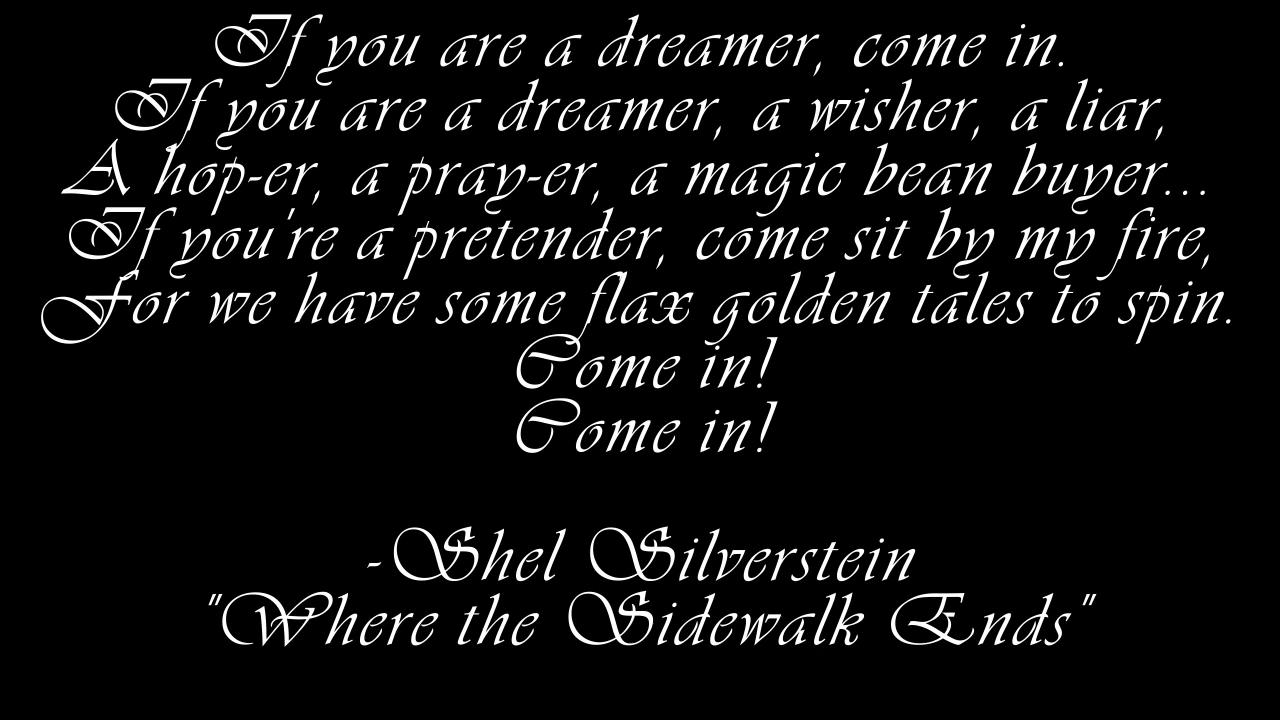 If you are a dreamer, come in.
If you are a dreamer, a wisher, a liar,
A hop-er, a pray-er, a magic bean buyer...
If you're a pretender, come sit by my fire,
For we have some flax golden tales to spin.
Come in!
Come in!
-Shel Silverstein
"Where the Sidewalk Ends"